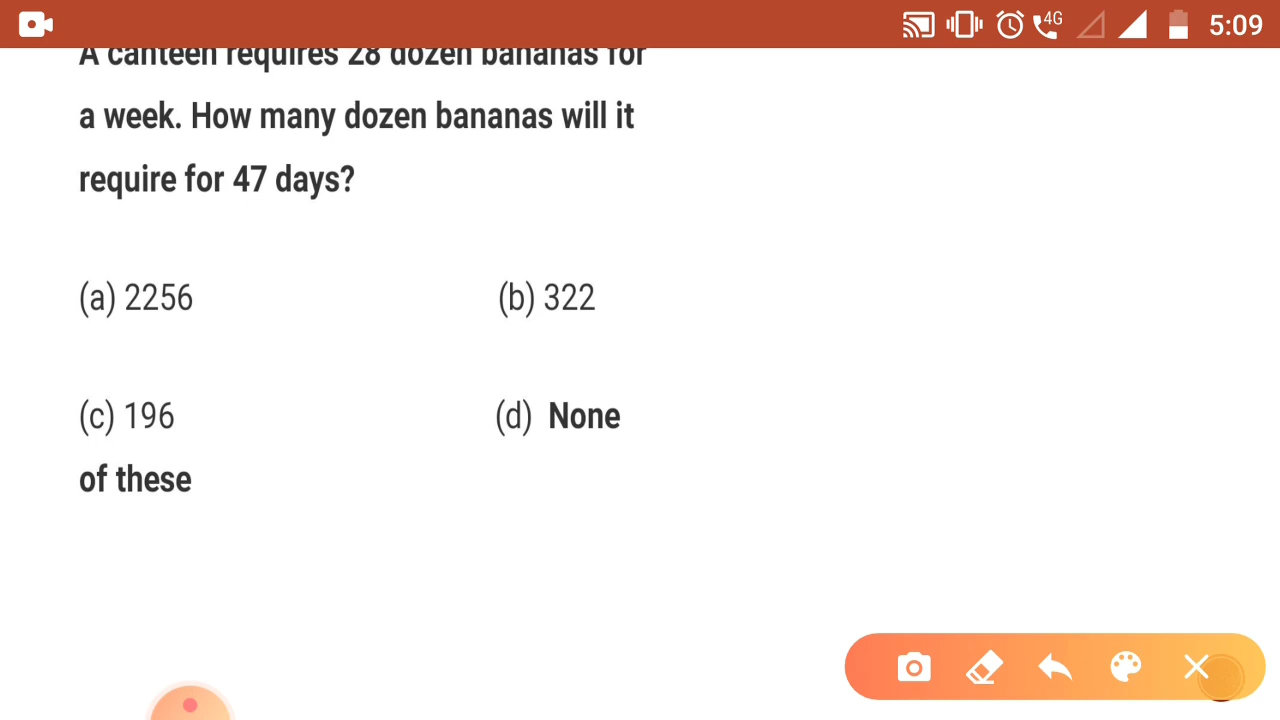 4G 5:09
A canteen requires 28 dozen bananas for
a week. How many dozen bananas will it
require for 47 days?
(a) 2256 (b) 322
(c) 196 (d) None
of these